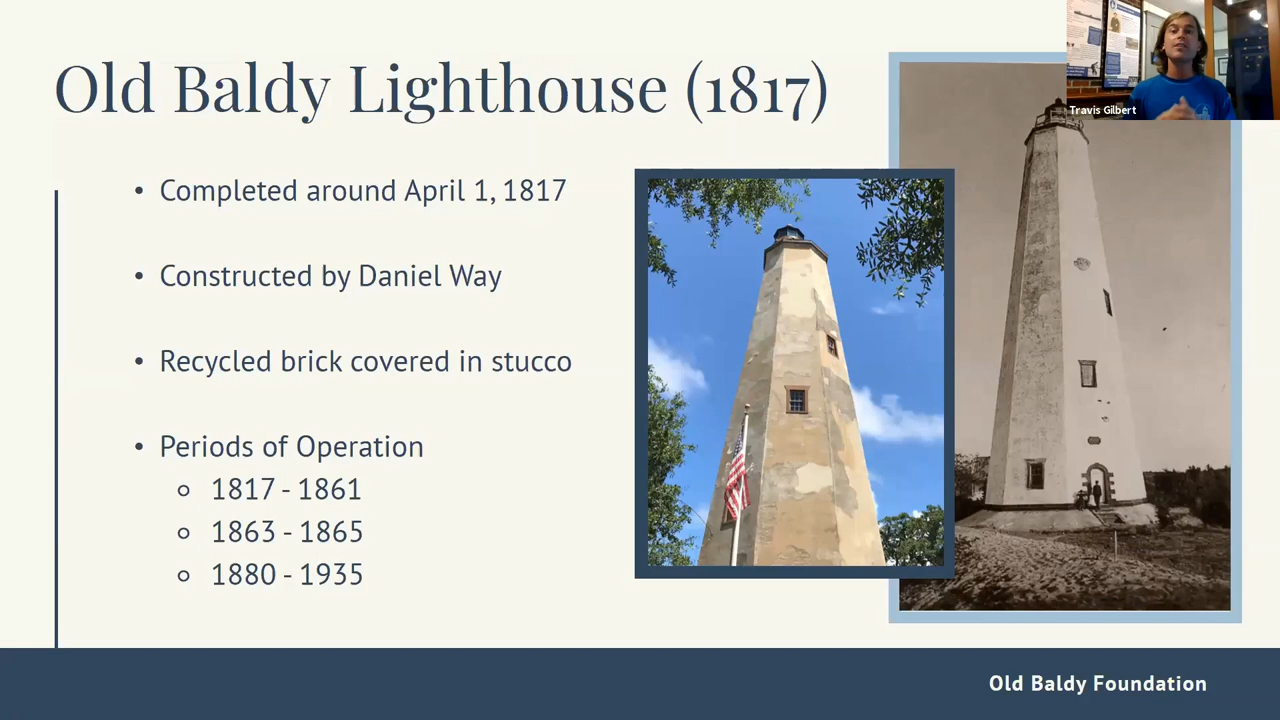 Old Baldy Lighthouse (1817)
Travis Gilbert
• Completed around April 1, 1817
• Constructed by Daniel Way
• Recycled brick covered in stucco
• Periods of Operation
○ 1817 - 1861
○ 1863 - 1865
○ 1880 - 1935
Old Baldy Foundation